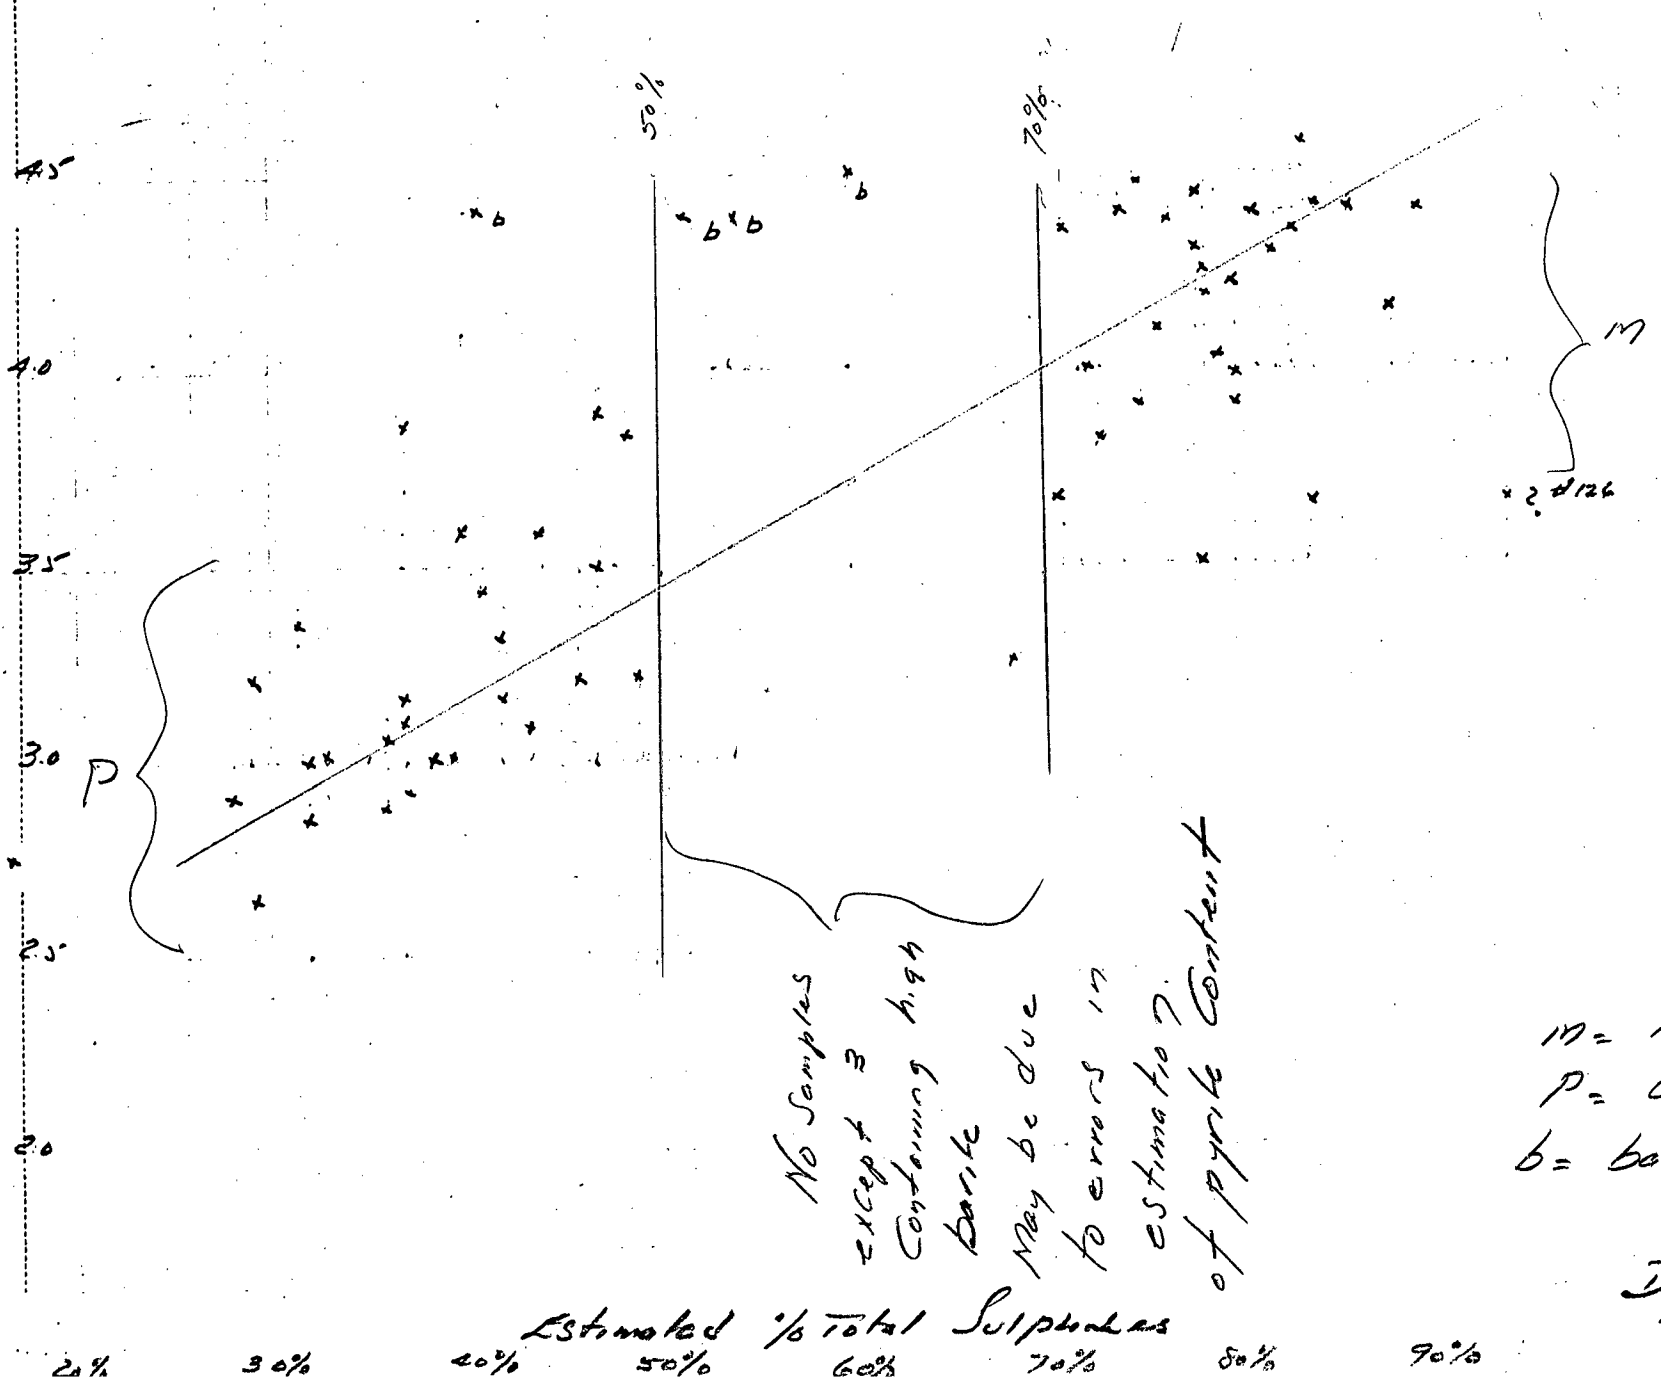 50%
70%
4.5
b
b
b b
4.0
m
? #126
3.5
3.0
P
2.5
No Samples
except 3
Containing high
barite
May be due
to errors in
estimation
of pyrite Content
m=
P=
b= ba
2.0
Estimated % Total Sulphides
20% 30% 40% 50% 60% 70% 80% 90%